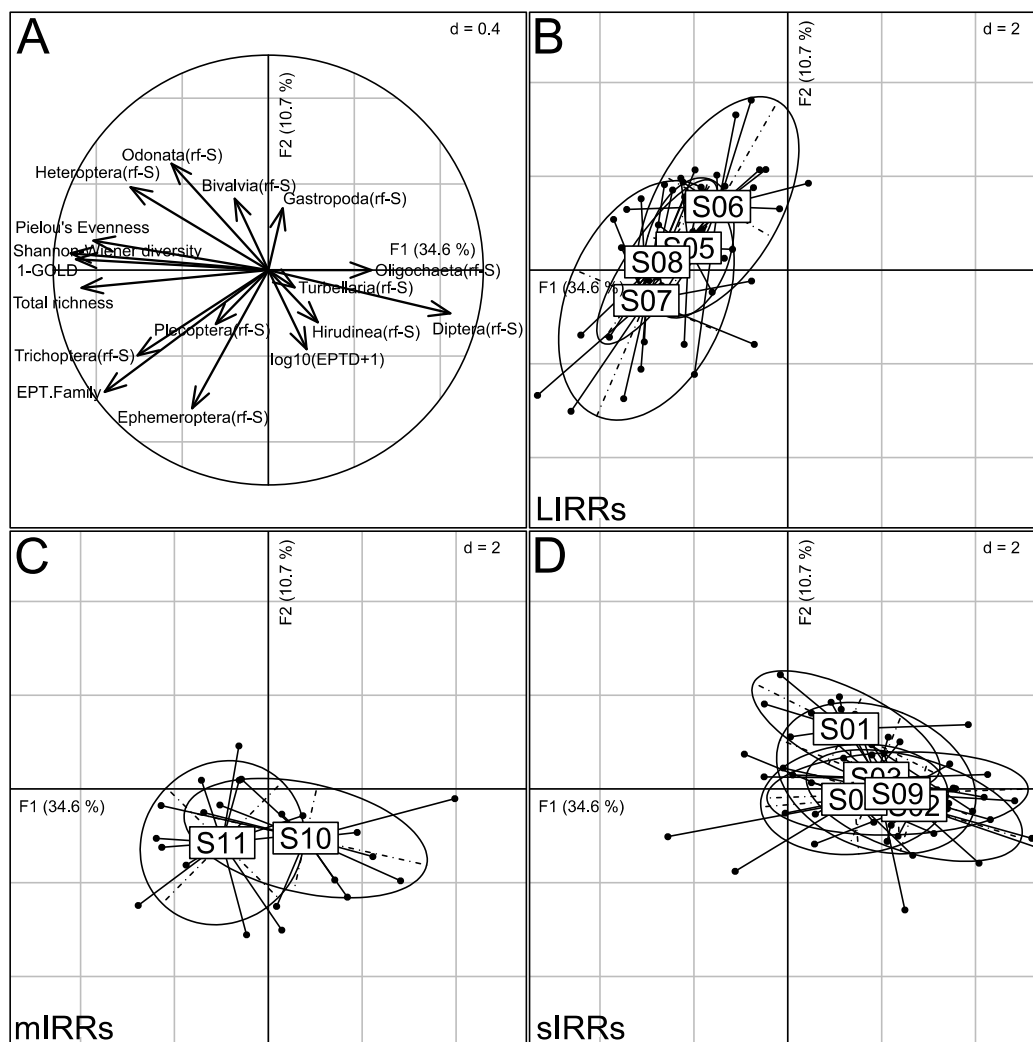 A
d = 0.4
F2 (10.7 %)
Odonata(rf-S)
Heteroptera(rf-S)
Bivalvia(rf-S)
Gastropoda(rf-S)
Pielou's Evenness
Shannon-Wiener diversity
F1 (34.6 %)
1-GOLD
Oligochaeta(rf-S)
Turbellaria(rf-S)
Total richness
Plecoptera(rf-S)
Hirudinea(rf-S)
Diptera(rf-S)
Trichoptera(rf-S)
log10(EPTD+1)
EPT.Family
Ephemeroptera(rf-S)
B
d = 2
F2 (10.7 %)
S06
S05
S08
F1 (34.6 %)
S07
LIRRs
C
d = 2
F2 (10.7 %)
F1 (34.6 %)
S11
S10
mIRRs
D
d = 2
F2 (10.7 %)
S01
S03
S09
S02
F1 (34.6 %)
sIRRs